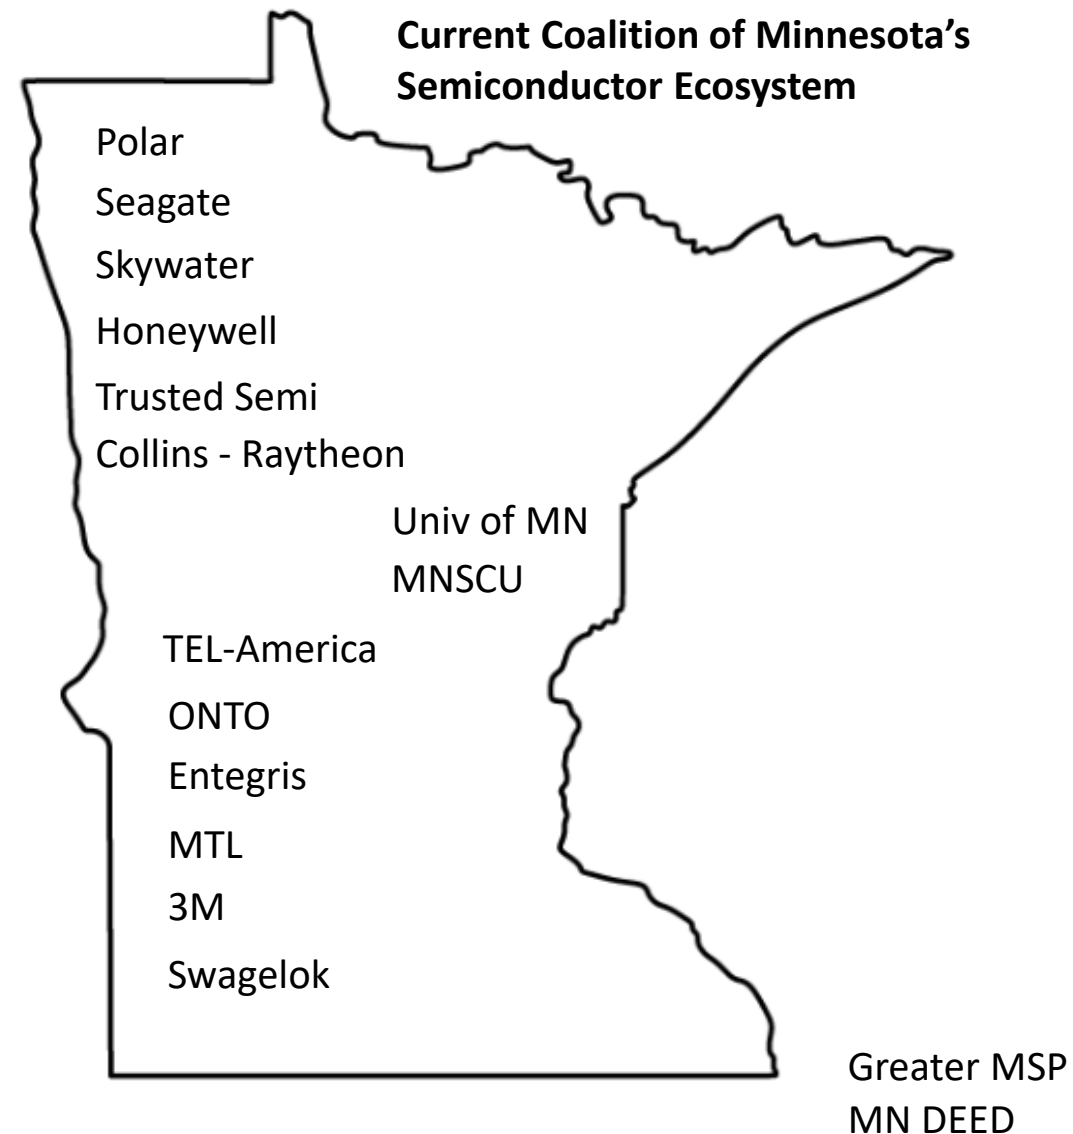 Current Coalition of Minnesota's
Semiconductor Ecosystem
Polar
Seagate
Skywater
Honeywell
Trusted Semi
Collins - Raytheon
Univ of MN
MNSCU
TEL-America
ONTO
Entegris
MTL
3M
Swagelok
Greater MSP
MN DEED